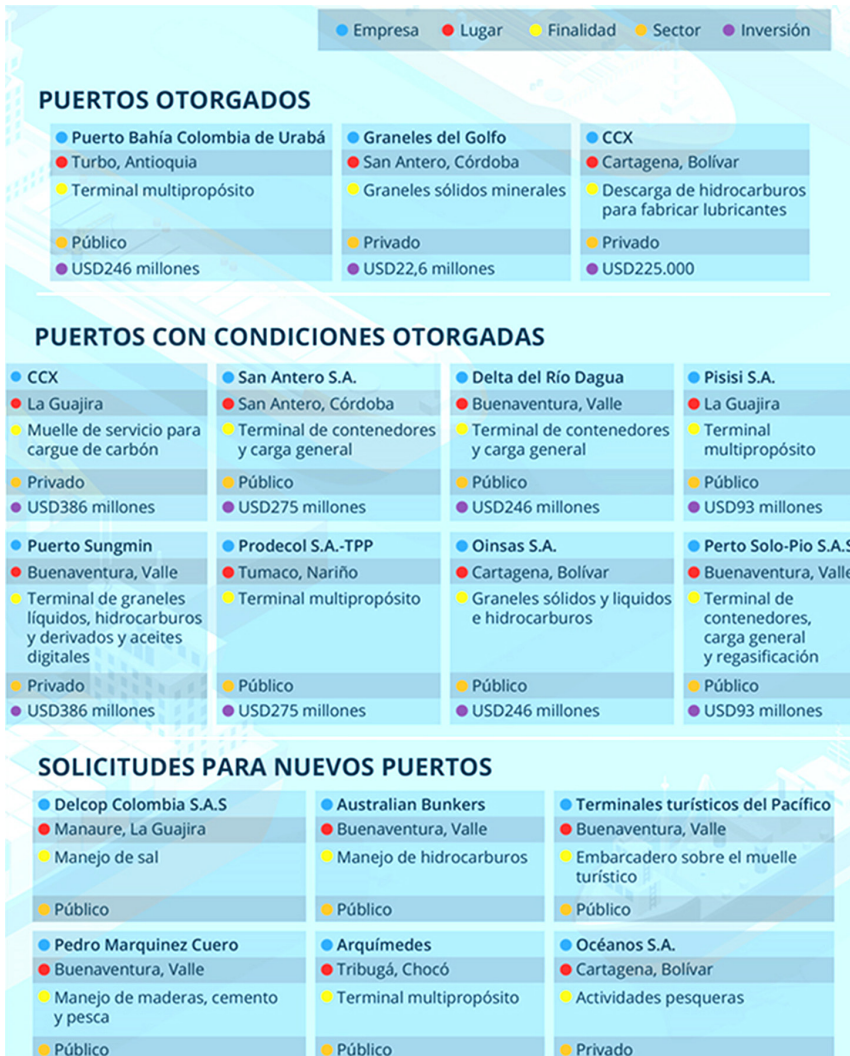 Empresa Lugar Finalidad Sector Inversión
PUERTOS OTORGADOS
Puerto Bahía Colombia de Urabá
Turbo, Antioquia
Terminal multipropósito
Público
USD246 millones
Graneles del Golfo
San Antero, Córdoba
Graneles sólidos minerales
Privado
USD22,6 millones
CCX
Cartagena, Bolívar
Descarga de hidrocarburos
para fabricar lubricantes
Privado
USD225.000
PUERTOS CON CONDICIONES OTORGADAS
CCX
La Guajira
Muelle de servicio para
cargue de carbón
Privado
USD386 millones
San Antero S.A.
San Antero, Córdoba
Terminal de contenedores
y carga general
Público
USD275 millones
Delta del Río Dagua
Buenaventura, Valle
Terminal de contenedores
y carga general
Público
USD246 millones
Pisisi S.A.
La Guajira
Terminal
multipropósito
Público
USD93 millones
Puerto Sungmin
Buenaventura, Valle
Terminal de graneles
líquidos, hidrocarburos
y derivados y aceites
digitales
Privado
USD386 millones
Prodecol S.A.-TPP
Tumaco, Nariño
Terminal multipropósito
Público
USD275 millones
Oinsas S.A.
Cartagena, Bolívar
Graneles sólidos y liquidos
e hidrocarburos
Público
USD246 millones
Perto Solo-Pio S.A.S
Buenaventura, Valle
Terminal de
contenedores,
carga general
y regasificación
Público
USD93 millones
SOLICITUDES PARA NUEVOS PUERTOS
Delcop Colombia S.A.S
Manaure, La Guajira
Manejo de sal
Público
Australian Bunkers
Buenaventura, Valle
Manejo de hidrocarburos
Público
Terminales turísticos del Pacífico
Buenaventura, Valle
Embarcadero sobre el muelle
turístico
Público
Pedro Marquinez Cuero
Buenaventura, Valle
Manejo de maderas, cemento
y pesca
Público
Arquímedes
Tribugá, Chocó
Terminal multipropósito
Público
Océanos S.A.
Cartagena, Bolívar
Actividades pesqueras
Privado